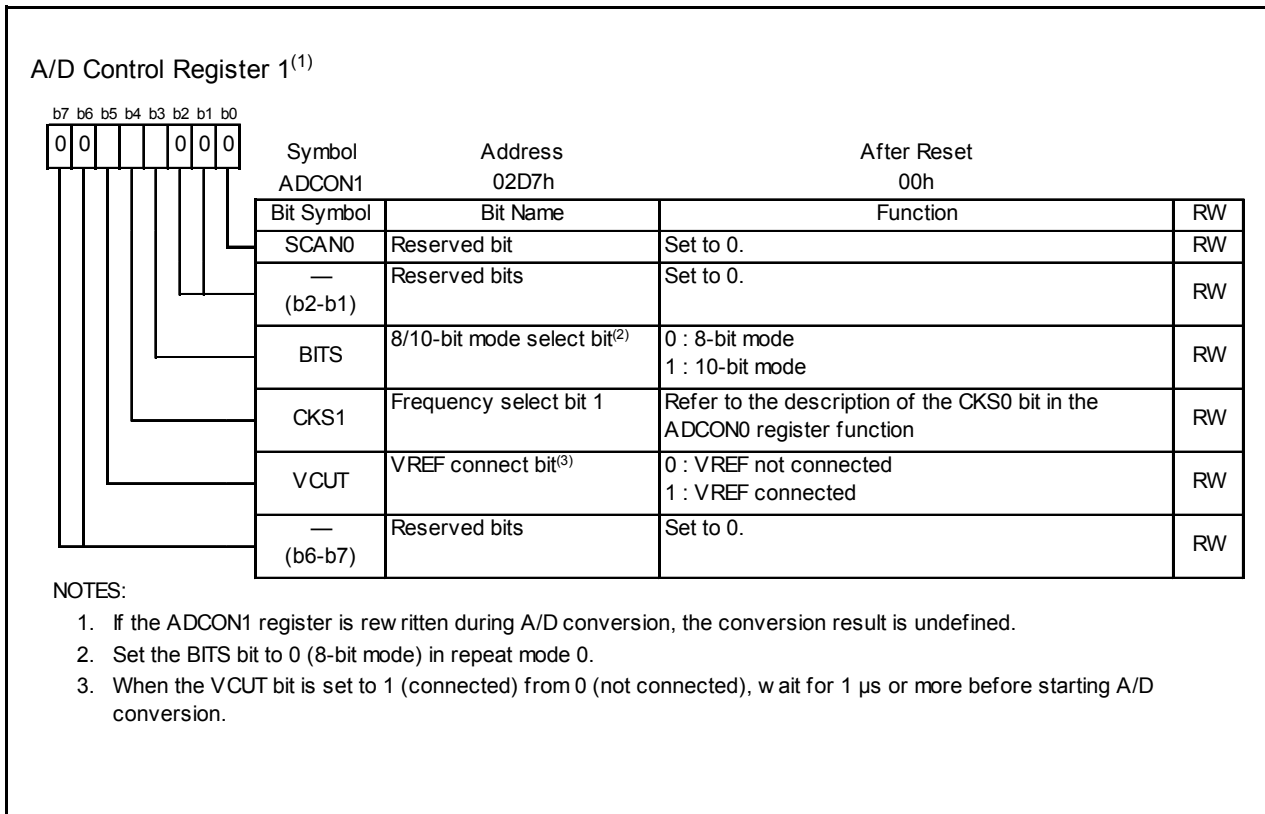 A/D Control Register 1(1)
b7 b6 b5 b4 b3 b2 b1 b0
0 0 0 0 0
Symbol Address After Reset
ADCON1 02D7h 00h
Bit Symbol Bit Name Function RW
SCAN0 Reserved bit Set to 0. RW
— (b2-b1) Reserved bits Set to 0. RW
BITS 8/10-bit mode select bit(2) 0 : 8-bit mode
1 : 10-bit mode RW
CKS1 Frequency select bit 1 Refer to the description of the CKS0 bit in the
ADCON0 register function RW
VCUT VREF connect bit(3) 0 : VREF not connected
1 : VREF connected RW
— (b6-b7) Reserved bits Set to 0. RW
NOTES:
1. If the ADCON1 register is rewritten during A/D conversion, the conversion result is undefined.
2. Set the BITS bit to 0 (8-bit mode) in repeat mode 0.
3. When the VCUT bit is set to 1 (connected) from 0 (not connected), wait for 1 µs or more before starting A/D
conversion.